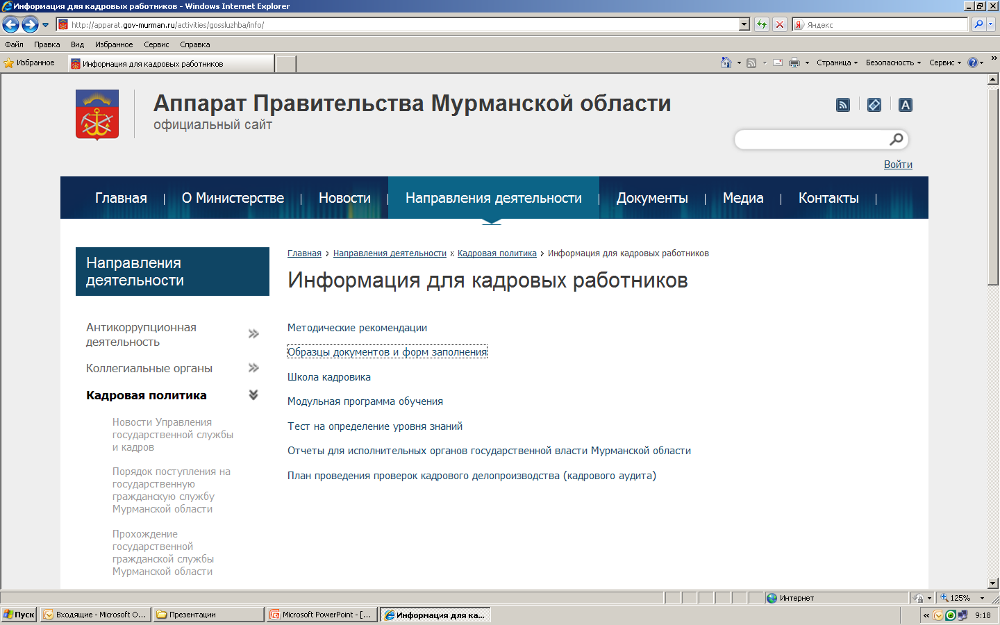 Информация для кадровых работников - Windows Internet Explorer
http://apparat.gov-murman.ru/activities/gossluzhba/info/
Яндекс
Файл Правка Вид Избранное Сервис Справка
Избранное Информация для кадровых работников Страница Безопасность Сервис
Аппарат Правительства Мурманской области
официальный сайт
A
Войти
Главная О Министерстве Новости Направления деятельности Документы Медиа Контакты
Направления
деятельности
Главная Направления деятельности Кадровая политика Информация для кадровых работников
Информация для кадровых работников
Антикоррупционная
деятельность
Коллегиальные органы
Кадровая политика
Новости Управления
государственной службы
и кадров
Порядок поступления на
государственную
гражданскую службу
Мурманской области
Прохождение
государственной
гражданской службы
Мурманской области
Методические рекомендации
Образцы документов и форм заполнения
Школа кадровика
Модульная программа обучения
Тест на определение уровня знаний
Отчеты для исполнительных органов государственной власти Мурманской области
План проведения проверок кадрового делопроизводства (кадрового аудита)
Интернет 125%
Пуск Входящие - Microsoft O... Презентации Microsoft PowerPoint - [... Информация для ка... 9:18